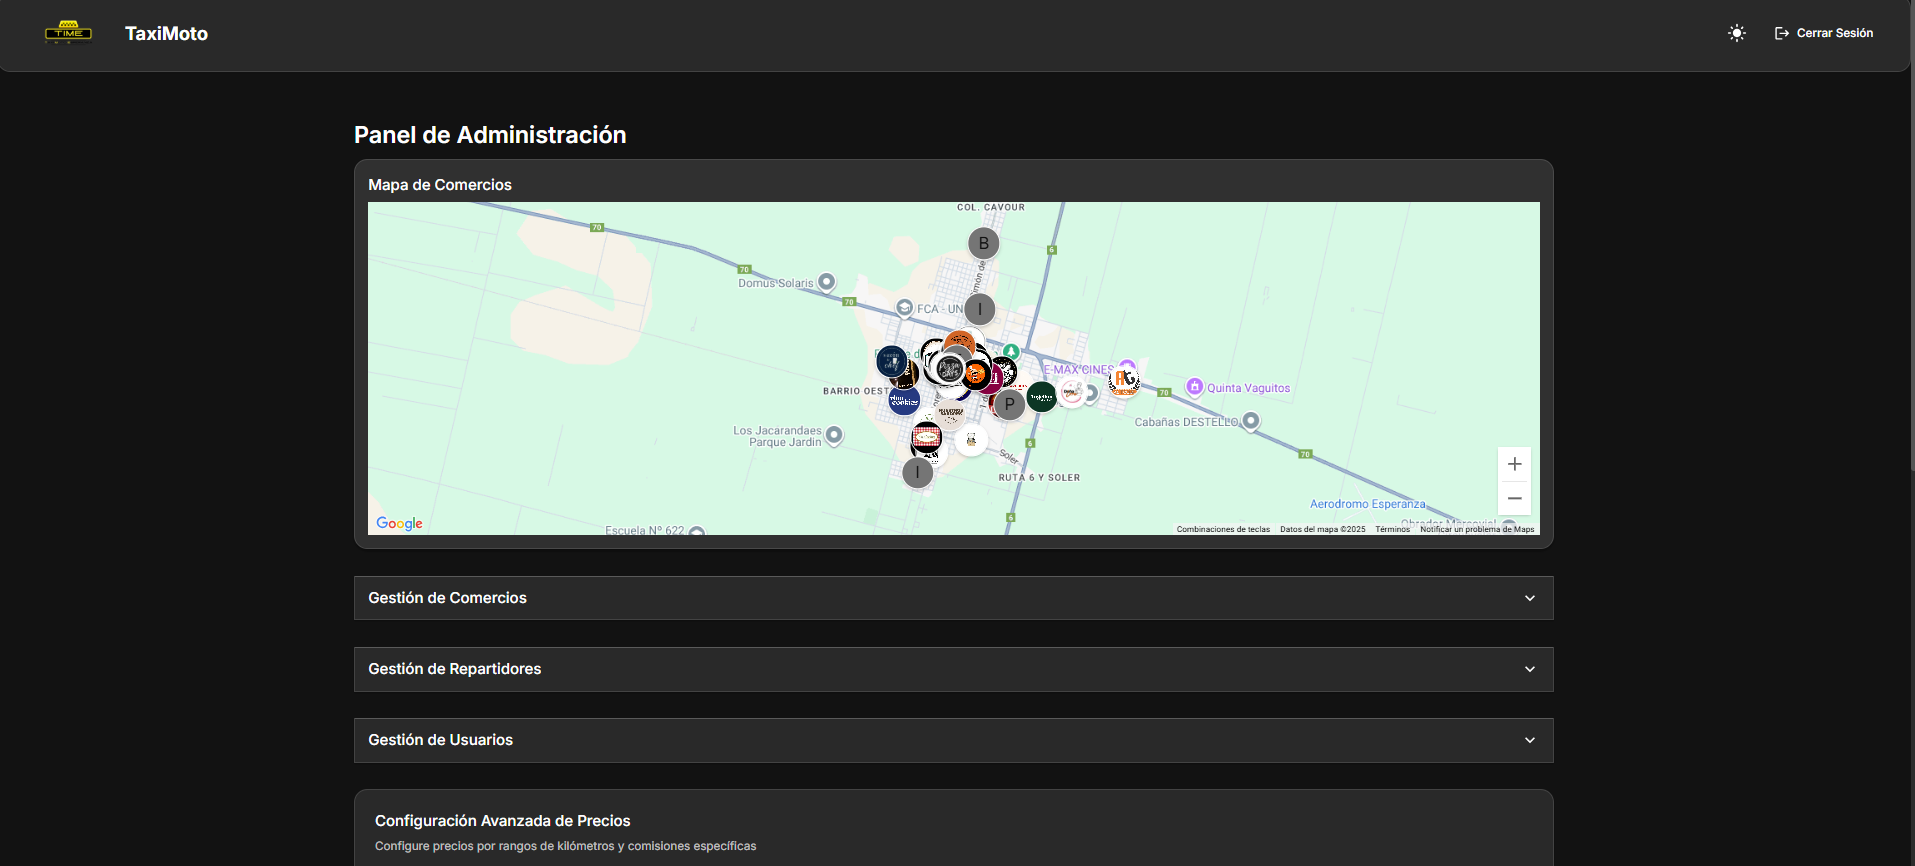 TIME
TaxiMoto
Cerrar Sesión
Panel de Administración
Mapa de Comercios
COL. CAVOUR
70
B
6
70
Domus Solaris
70
FCA - UN
I
E-MAX CINES
BARRIO OEST
70
Quinta Vaguitos
cookies
P
Cabañas DESTELLO
Los Jacarandaes
Parque Jardin
6
70
Soler
I
RUTA 6 Y SOLER
Aerodromo Esperanza
6
Google
Escuela Nº 622
Combinaciones de teclas
Datos del mapa ©2025
Términos
Notificar un problema de Maps
Gestión de Comercios
Gestión de Repartidores
Gestión de Usuarios
Configuración Avanzada de Precios
Configure precios por rangos de kilómetros y comisiones específicas